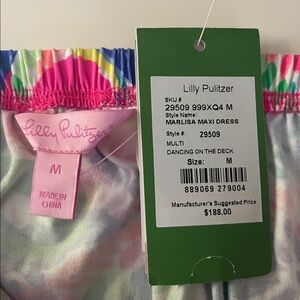 Lilly Pulitzer
M
MADE IN
CHINA
Lilly Pulitzer
SKU #
29509 999XQ4 M
Style Name:
MARLISA MAXI DRESS
Style #: 29509
MULTI
DANCING ON THE DECK
Size: M
889069 279004
Manufacturer's Suggested Price
$188.00